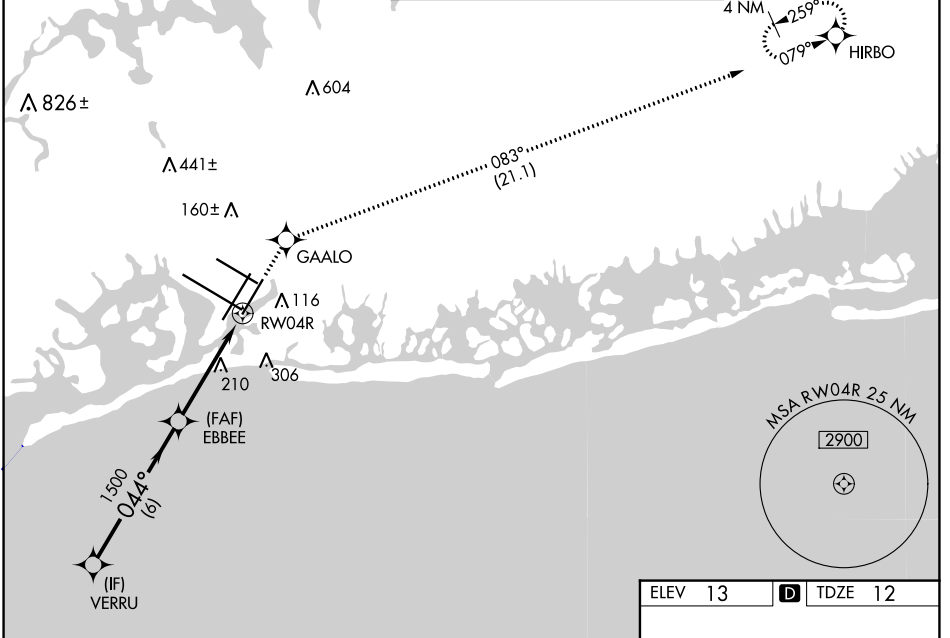 4 NM
259°
079°
HIRBO
604
826±
441±
083°
(21.1)
160±
GAALO
116
RW04R
306
210
(FAF)
EBBEE
MSA RW04R 25 NM
2900
1500
044°
(6)
(IF)
VERRU
ELEV 13 D TDZE 12